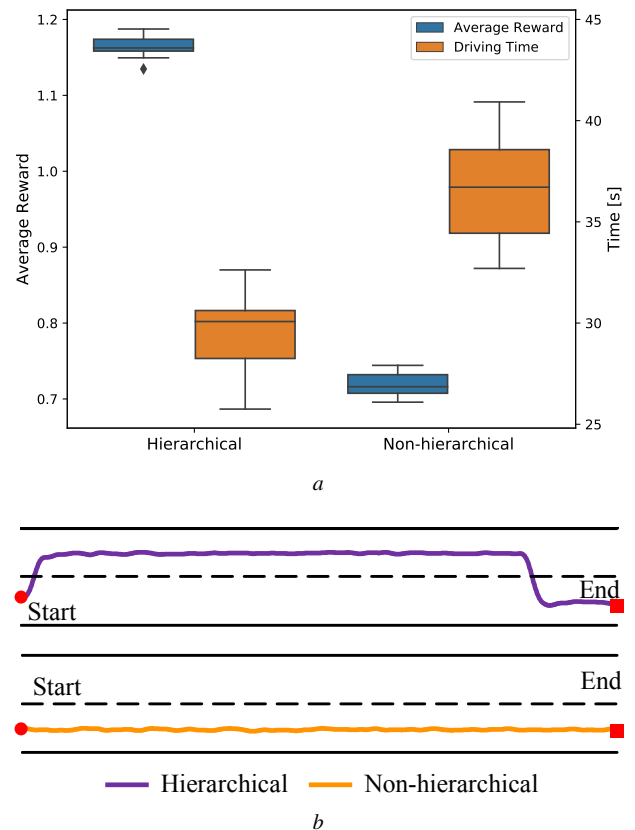 1.2
1.1
1.0
0.9
0.8
0.7
Average Reward
45
40
35
30
25
Time [s]
Average Reward
Driving Time
Hierarchical
Non-hierarchical
a
Start
End
Start
End
Hierarchical
Non-hierarchical
b